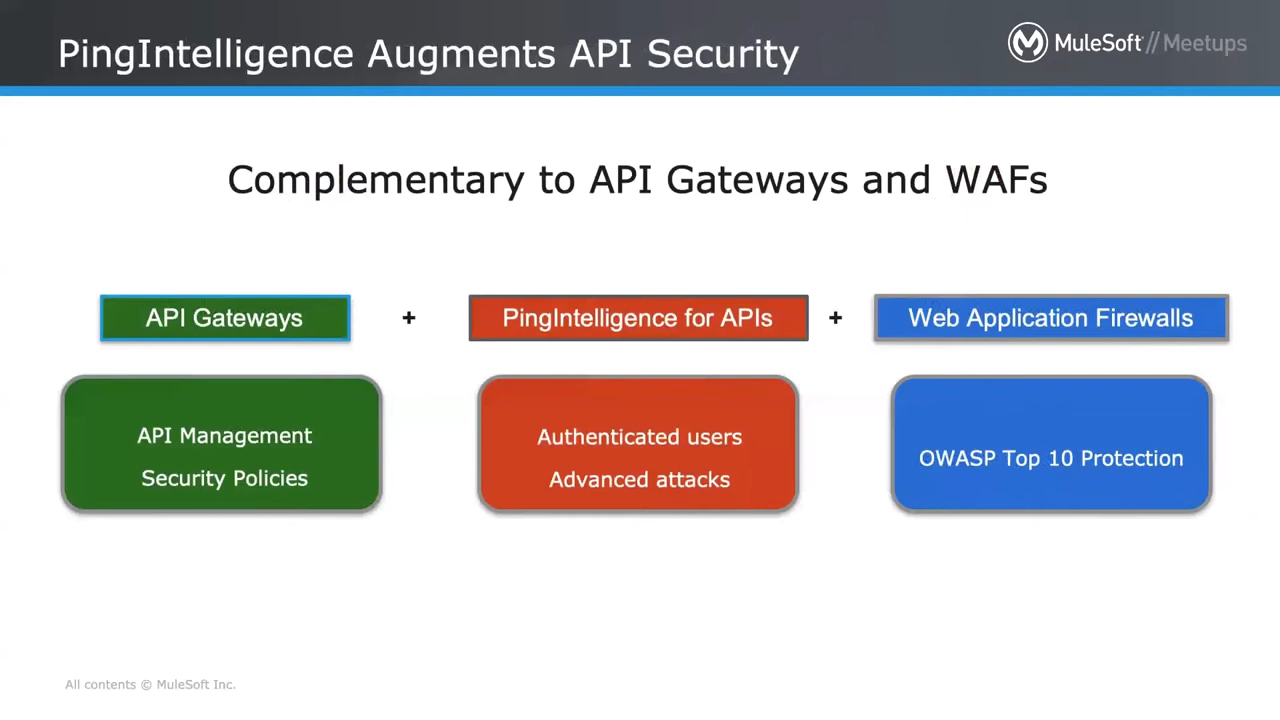 PingIntelligence Augments API Security
MuleSoft // Meetups
Complementary to API Gateways and WAFs
API Gateways + PingIntelligence for APIs + Web Application Firewalls
API Management
Security Policies
Authenticated users
Advanced attacks
OWASP Top 10 Protection
All contents © MuleSoft Inc.